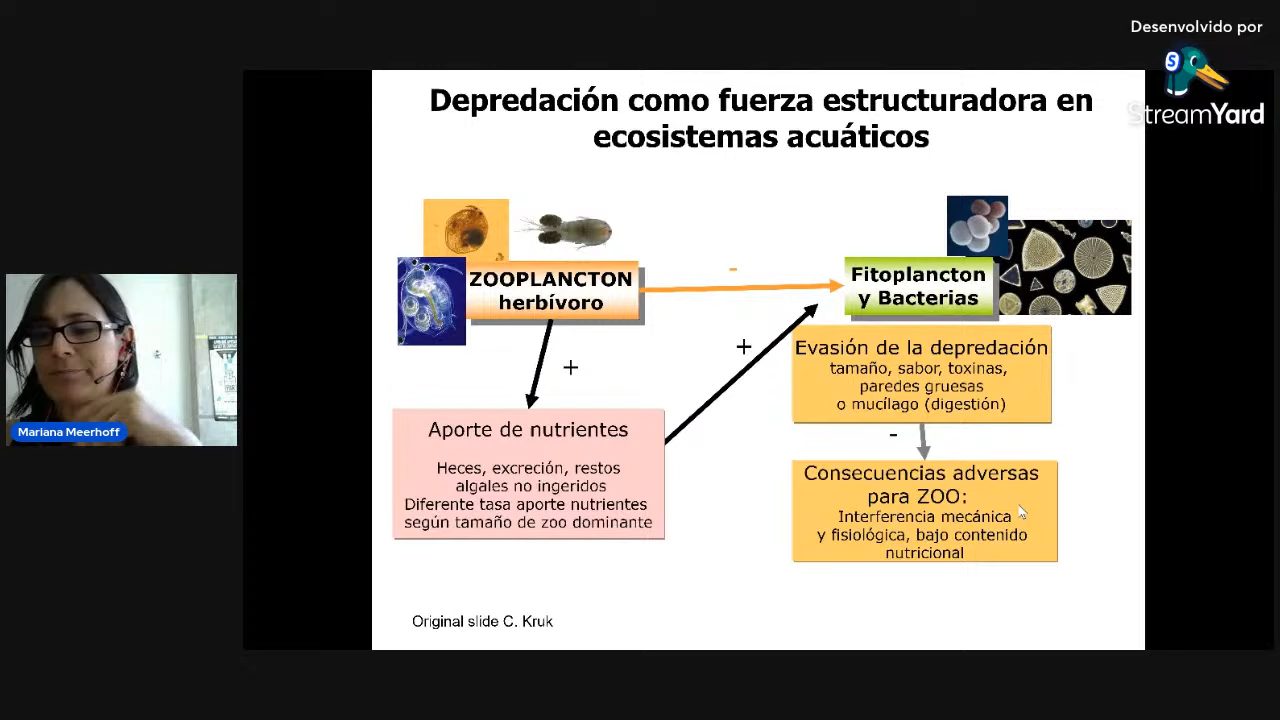 Desenvolvido por
StreamYard
Depredación como fuerza estructuradora en
ecosistemas acuáticos
ZOOPLANCTON
herbívoro
-
Fitoplancton
y Bacterias
+
+
Evasión de la depredación
tamaño, sabor, toxinas,
paredes gruesas
o mucílago (digestión)
-
Aporte de nutrientes
Heces, excreción, restos
algales no ingeridos
Diferente tasa aporte nutrientes
según tamaño de zoo dominante
Consecuencias adversas
para ZOO:
Interferencia mecánica
y fisiológica, bajo contenido
nutricional
Mariana Meerhoff
Original slide C. Kruk